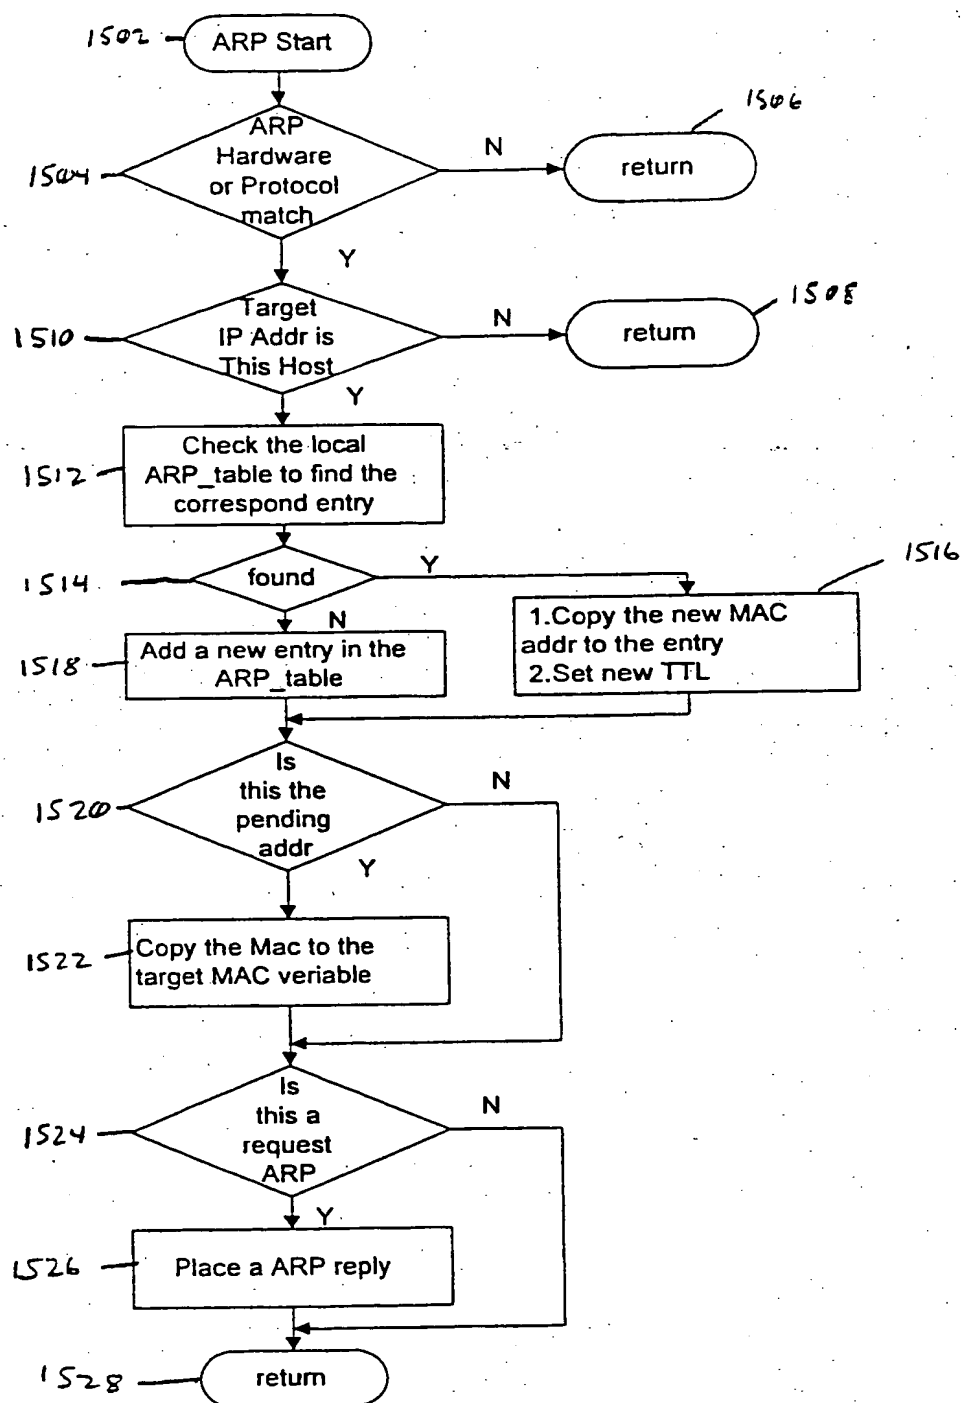 1502
ARP Start
ARP
Hardware
or Protocol
match
1504
N
1506
return
Y
Target
IP Addr is
This Host
1510
N
1508
return
Y
Check the local
ARP_table to find the
correspond entry
1512
found
1514
Y
1516
1.Copy the new MAC
addr to the entry
2.Set new TTL
N
Add a new entry in the
ARP_table
1518
Is
this the
pending
addr
1520
N
Y
Copy the Mac to the
target MAC veriable
1522
Is
this a
request
ARP
1524
N
Y
Place a ARP reply
1526
return
1528